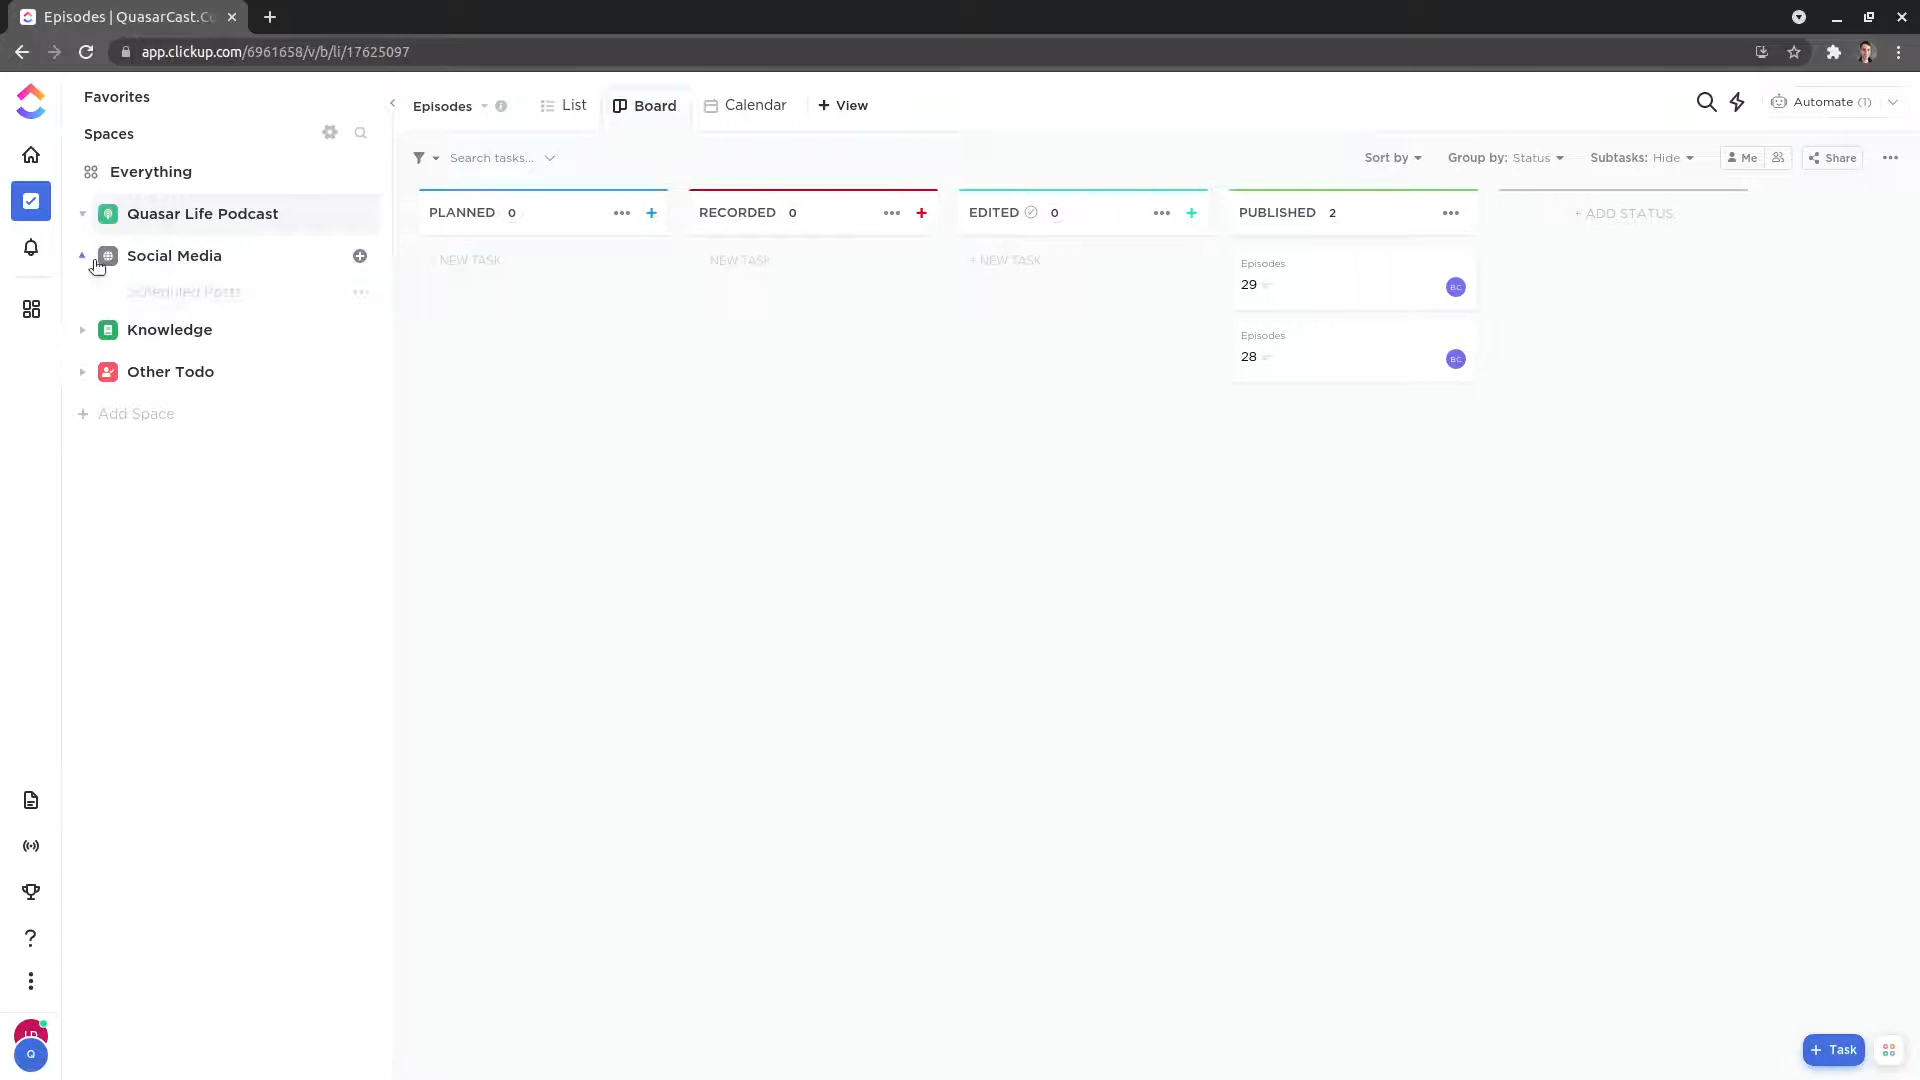 Episodes | QuasarCast.Co
app.clickup.com/6961658/v/b/li/17625097
Favorites
Spaces
Everything
Quasar Life Podcast
Social Media
Scheduled Posts
Knowledge
Other Todo
+ Add Space
Episodes
List
Board
Calendar
+ View
Automate (1)
Search tasks...
Sort by
Group by: Status
Subtasks: Hide
Me
Share
PLANNED 0
RECORDED 0
EDITED 0
PUBLISHED 2
+ ADD STATUS
NEW TASK
NEW TASK
+ NEW TASK
Episodes
29
BC
Episodes
28
BC
?
Q
+ Task